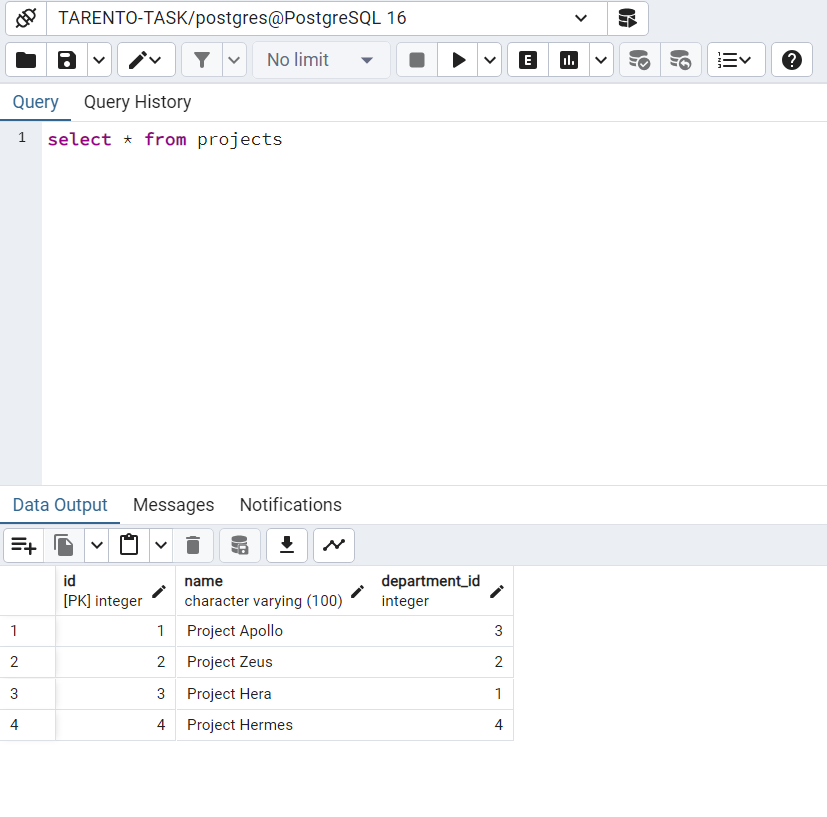 TARENTO-TASK/postgres@PostgreSQL 16
No limit
E
Query Query History
1 select * from projects
Data Output Messages Notifications
id name department_id
[PK] integer character varying (100) integer
1 1 Project Apollo 3
2 2 Project Zeus 2
3 3 Project Hera 1
4 4 Project Hermes 4